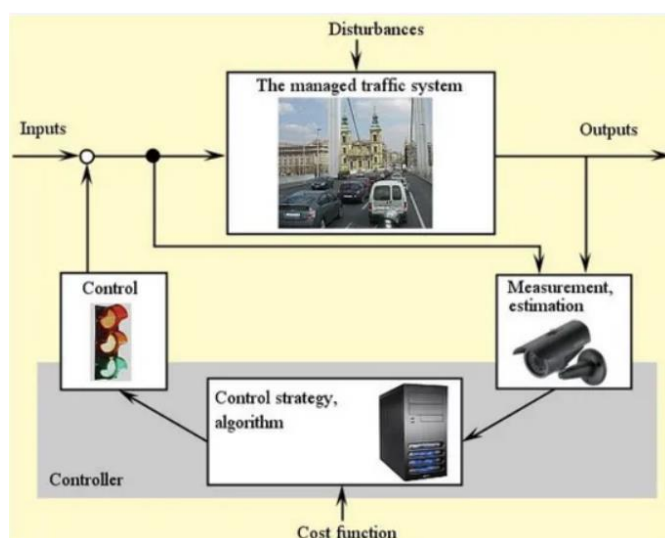 Disturbances
The managed traffic system
Inputs
Outputs
Control
Measurement,
estimation
Control strategy,
algorithm
Controller
Cost function